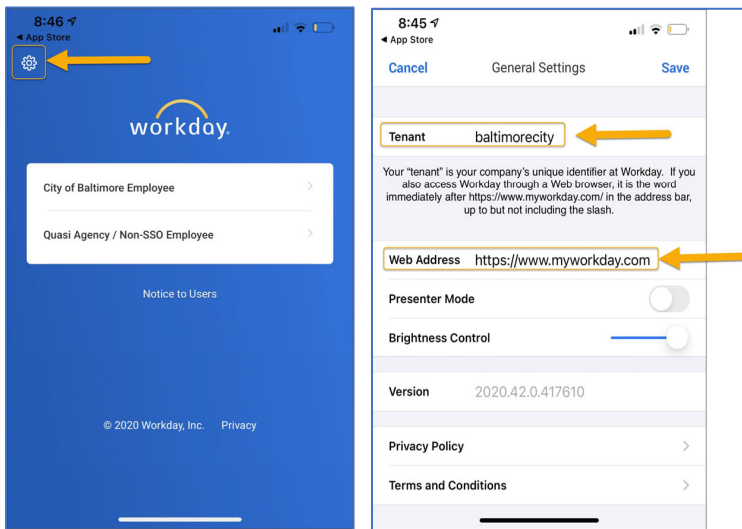 8:46
◄ App Store
workday.
City of Baltimore Employee
Quasi Agency / Non-SSO Employee
Notice to Users
© 2020 Workday, Inc. Privacy
8:45
◄ App Store
Cancel General Settings Save
Tenant baltimorecity
Your “tenant” is your company's unique identifier at Workday. If you
also access Workday through a Web browser, it is the word
immediately after https://www.myworkday.com/ in the address bar,
up to but not including the slash.
Web Address https://www.myworkday.com
Presenter Mode
Brightness Control
Version 2020.42.0.417610
Privacy Policy
Terms and Conditions